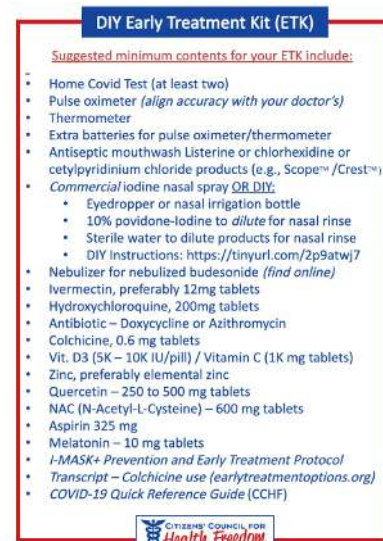 DIY Early Treatment Kit (ETK)
Suggested minimum contents for your ETK include:
• Home Covid Test (at least two)
• Pulse oximeter (align accuracy with your doctor's)
• Thermometer
• Extra batteries for pulse oximeter/thermometer
• Antiseptic mouthwash Listerine or chlorhexidine or
cetylpyridinium chloride products (e.g., Scope™ /Crest™)
• Commercial iodine nasal spray OR DIY:
• Eyedropper or nasal irrigation bottle
• 10% povidone-Iodine to dilute for nasal rinse
• Sterile water to dilute products for nasal rinse
• DIY Instructions: https://tinyurl.com/2p9atwj7
• Nebulizer for nebulized budesonide (find online)
• Ivermectin, preferably 12mg tablets
• Hydroxychloroquine, 200mg tablets
• Antibiotic – Doxycycline or Azithromycin
• Colchicine, 0.6 mg tablets
• Vit. D3 (5K – 10K IU/pill) / Vitamin C (1K mg tablets)
• Zinc, preferably elemental zinc
• Quercetin – 250 to 500 mg tablets
• NAC (N-Acetyl-L-Cysteine) – 600 mg tablets
• Aspirin 325 mg
• Melatonin – 10 mg tablets
• I-MASK+ Prevention and Early Treatment Protocol
• Transcript – Colchicine use (earlytreatmentoptions.org)
• COVID-19 Quick Reference Guide (CCHF)
CITIZENS' COUNCIL FOR
Health Freedom